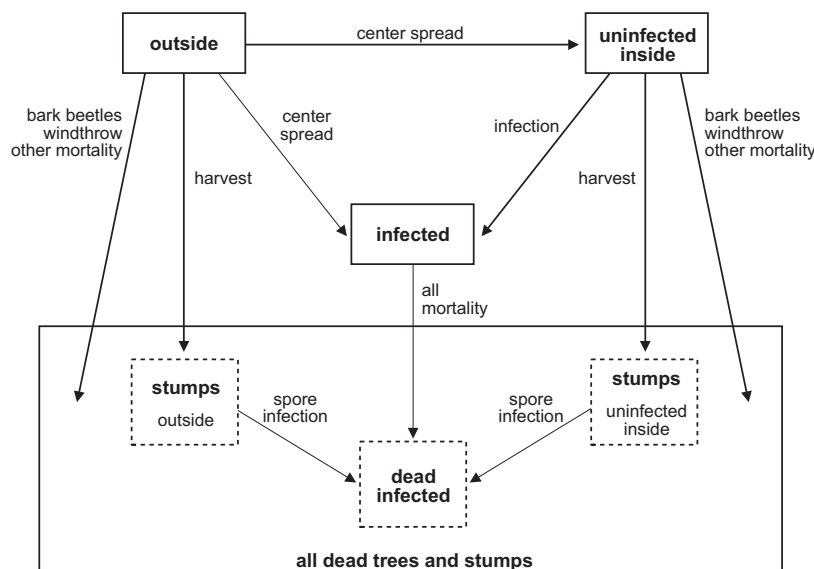 outside
center spread
uninfected
inside
bark beetles
windthrow
other mortality
center
spread
infection
bark beetles
windthrow
other mortality
harvest
harvest
infected
all
mortality
stumps
outside
spore
infection
spore
infection
stumps
uninfected
inside
dead
infected
all dead trees and stumps